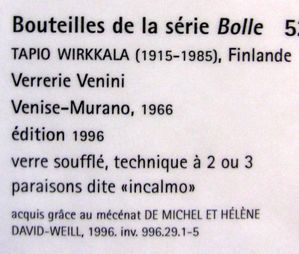 Bouteilles de la série Bolle
TAPIO WIRKKALA (1915-1985), Finlande
Verrerie Venini
Venise-Murano, 1966
édition 1996
verre soufflé, technique à 2 ou 3
paraisons dite «incalmo»
acquis grâce au mécénat DE MICHEL ET HÉLÈNE
DAVID-WEILL, 1996. inv. 996.29.1-5